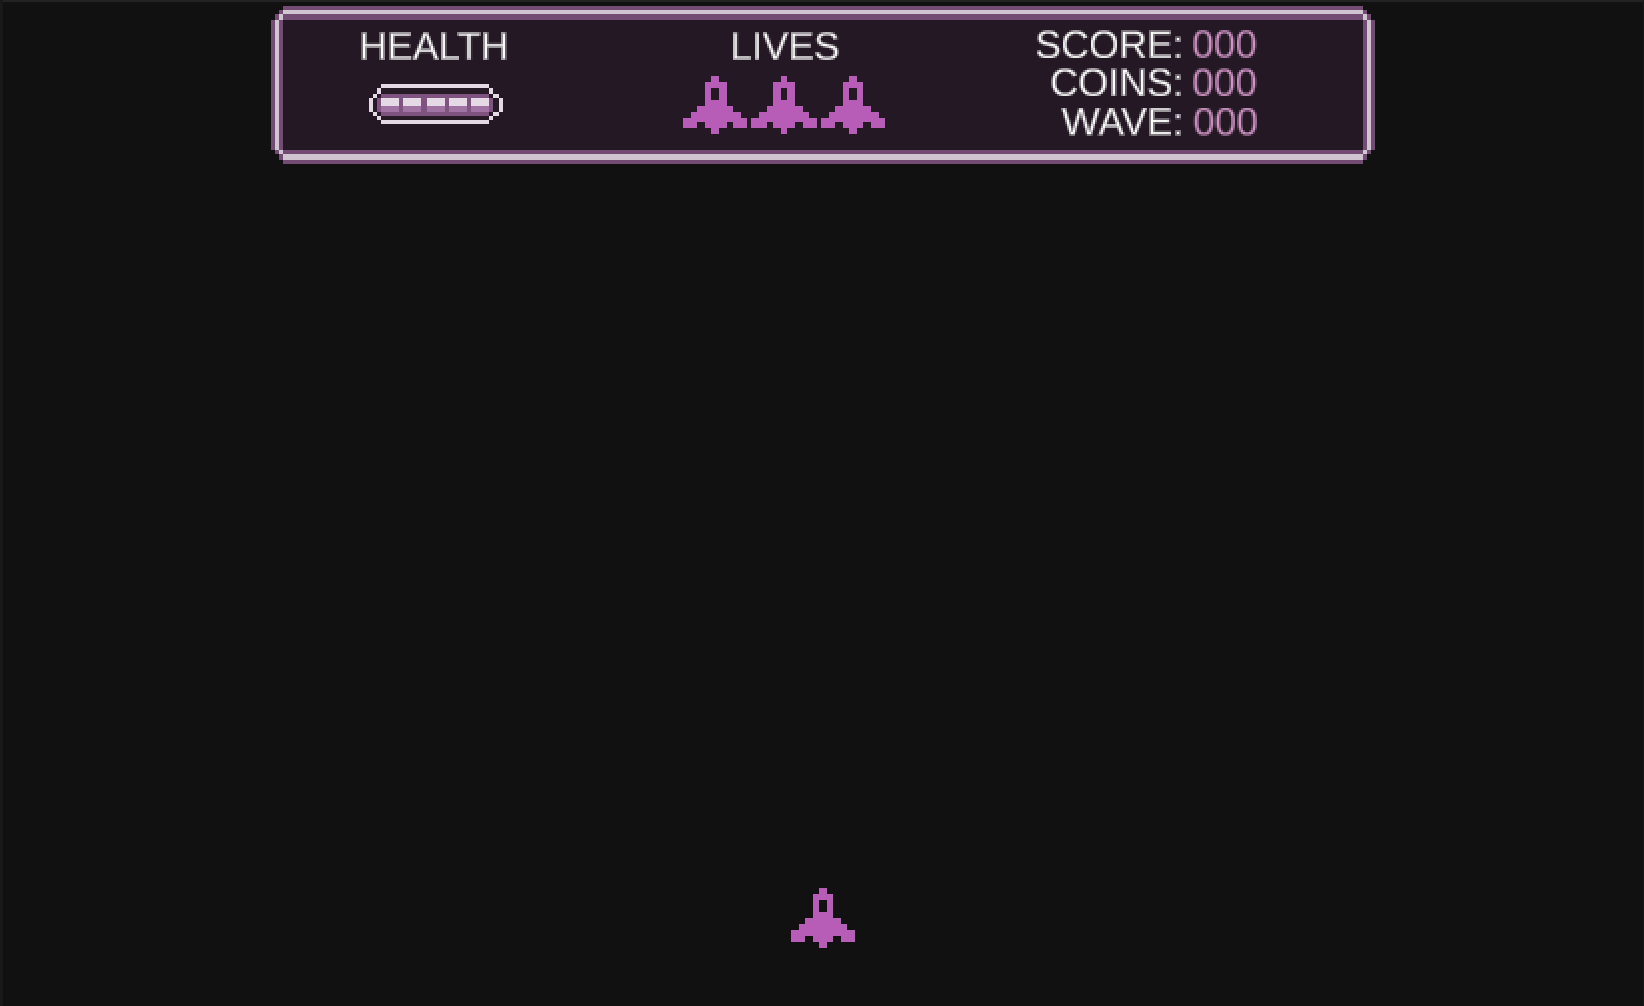 HEALTH
LIVES
SCORE: 000
COINS: 000
WAVE: 000